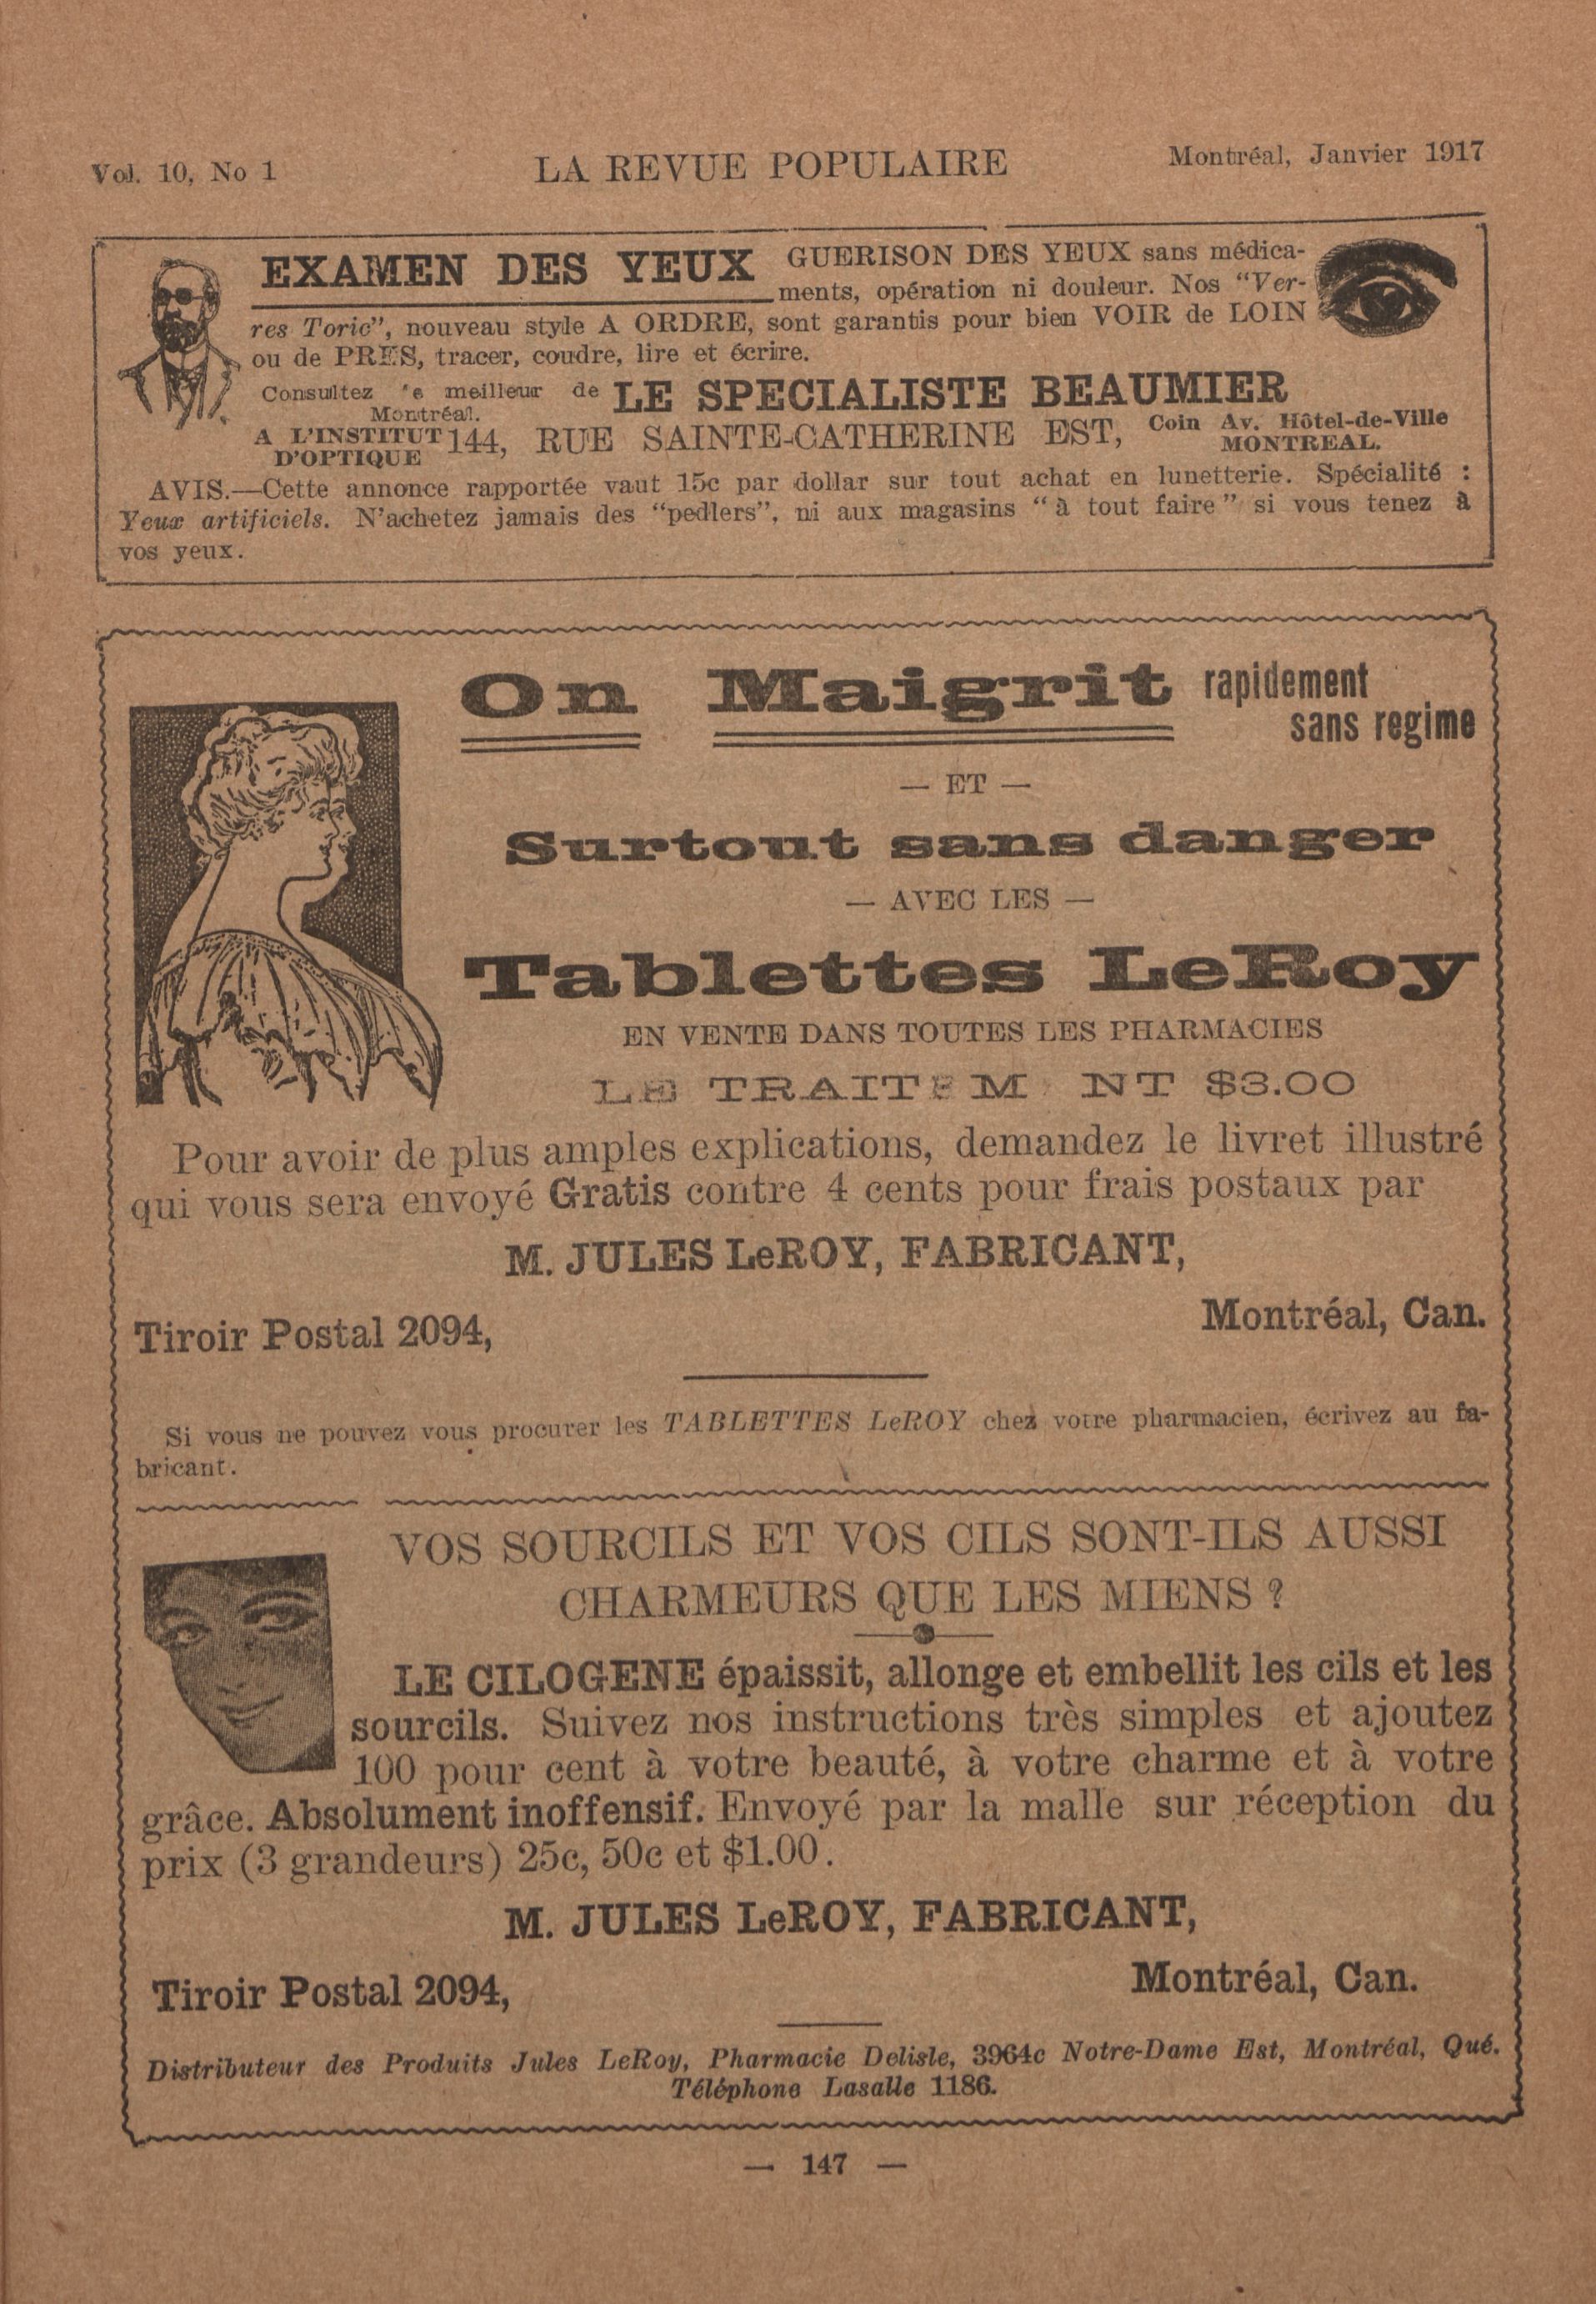 Vol. 10, No 1
LA REVUE POPULAIRE
Montréal, Janvier 1917
EXAMEN DES YEUX
GUERISON DES YEUX sans médica-
ments, opération ni douleur. Nos “Ver-
res Toric”, nouveau style A ORDRE, sont garantis pour bien VOIR de LOIN
ou de PRES, tracer, coudre, lire et écrire.
Consultez le meilleur de
Montréal.
LE SPECIALISTE BEAUMIER
A L'INSTITUT
D'OPTIQUE
144, RUE SAINTE-CATHERINE EST,
Coin Av. Hôtel-de-Ville
MONTREAL.
AVIS.—Cette annonce rapportée vaut 15c par dollar sur tout achat en lunetterie. Spécialité :
Yeux artificiels. N'achetez jamais des “pedlers”, ni aux magasins “à tout faire” si vous tenez à
vos yeux.
On Maigrit
rapidement
sans regime
— ET —
Surtout sans danger
— AVEC LES —
Tablettes LeRoy
EN VENTE DANS TOUTES LES PHARMACIES
LE TRAITEM NT $3.00
Pour avoir de plus amples explications, demandez le livret illustré
qui vous sera envoyé Gratis contre 4 cents pour frais postaux par
M. JULES LeROY, FABRICANT,
Tiroir Postal 2094,
Montréal, Can.
Si vous ne pouvez vous procurer les TABLETTES LeROY chez votre pharmacien, écrivez au fa-
bricant.
VOS SOURCILS ET VOS CILS SONT-ILS AUSSI
CHARMEURS QUE LES MIENS ?
LE CILOGENE épaissit, allonge et embellit les cils et les
sourcils. Suivez nos instructions très simples et ajoutez
100 pour cent à votre beauté, à votre charme et à votre
grâce. Absolument inoffensif. Envoyé par la malle sur réception du
prix (3 grandeurs) 25c, 50c et $1.00.
M. JULES LeROY, FABRICANT,
Tiroir Postal 2094,
Montréal, Can.
Distributeur des Produits Jules LeRoy, Pharmacie Delisle, 3964c Notre-Dame Est, Montréal, Qué.
Téléphone Lasalle 1186.
— 147 —